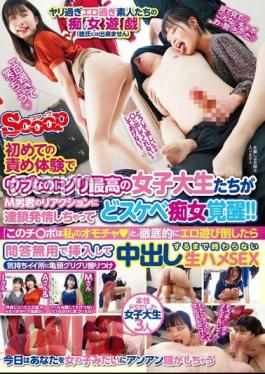 ヤリ過ぎエロ過ぎ素人たちの
痴女遊戯
(彼氏には出来ません)
SCOOP
初めての責め体験で
ウブなのにノリ最高の女子大生たちが
M男君のリアクションに
連鎖発情しちゃって
どスケベ痴女覚醒!!
「このチ○ポは私のオモチャ♥」と、徹底的にエロ遊び倒したら
問答無用で挿入して中出しするまで終わらない
気持ちイイ所に亀頭グリグリ擦りつけ
生ハメSEX
女子大生
3人
今日はあなたを女の子みたいにアンアン喘がしちゃう